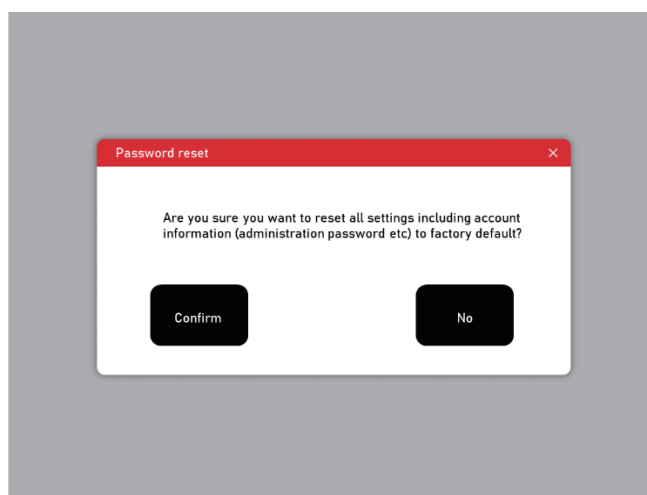 Password reset
Are you sure you want to reset all settings including account
information (administration password etc) to factory default?
Confirm
No